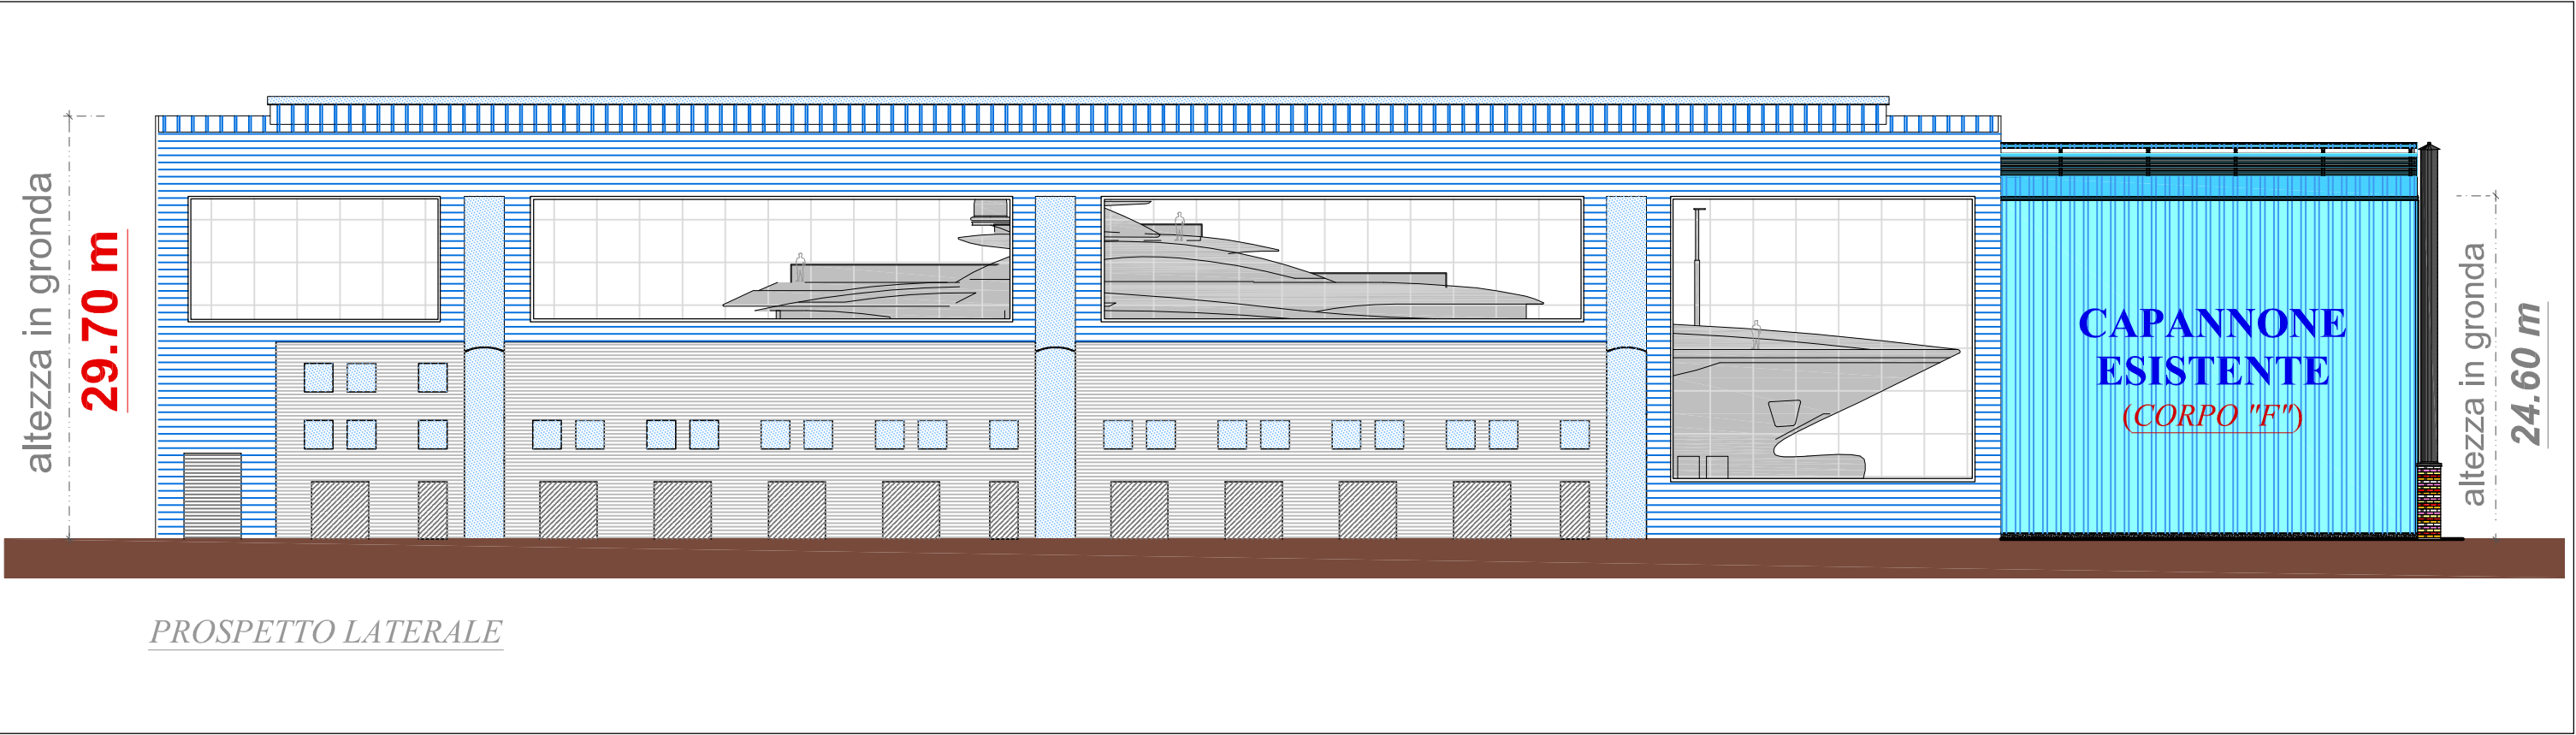 altezza in gronda
29.70 m
CAPANNONE
ESISTENTE
(CORPO "F")
altezza in gronda
24.60 m
PROSPETTO LATERALE